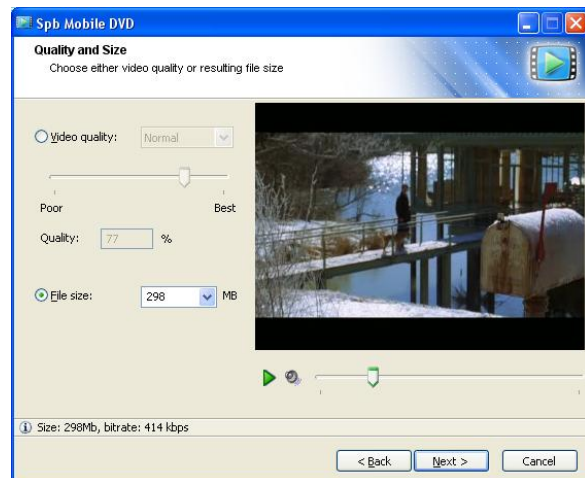 Spb Mobile DVD
Quality and Size
Choose either video quality or resulting file size
Video quality: Normal
Poor Best
Quality: 77 %
File size: 298 MB
Size: 298Mb, bitrate: 414 kbps
< Back Next > Cancel